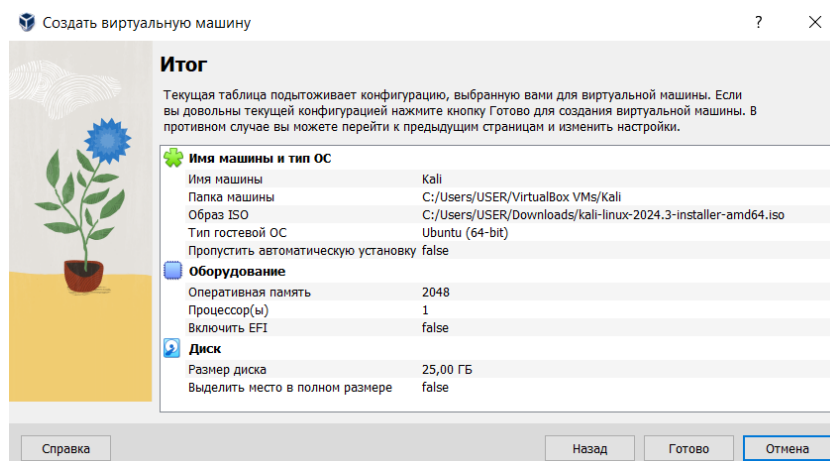 Создать виртуальную машину
?
Итог
Текущая таблица подытоживает конфигурацию, выбранную вами для виртуальной машины. Если
вы довольны текущей конфигурацией нажмите кнопку Готово для создания виртуальной машины. В
противном случае вы можете перейти к предыдущим страницам и изменить настройки.
Имя машины и тип ОС
Имя машины Kali
Папка машины C:/Users/USER/VirtualBox VMs/Kali
Образ ISO C:/Users/USER/Downloads/kali-linux-2024.3-installer-amd64.iso
Тип гостевой ОС Ubuntu (64-bit)
Пропустить автоматическую установку false
Оборудование
Оперативная память 2048
Процессор(ы) 1
Включить EFI false
Диск
Размер диска 25,00 ГБ
Выделить место в полном размере false
Справка Назад Готово Отмена